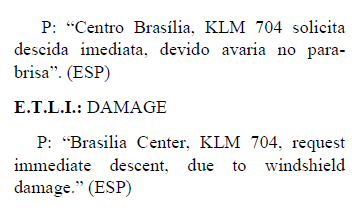 P: “Centro Brasília, KLM 704 solicita
descida imediata, devido avaria no para-
brisa”. (ESP)
E.T.L.I.: DAMAGE
P: “Brasilia Center, KLM 704, request
immediate descent, due to windshield
damage.” (ESP)